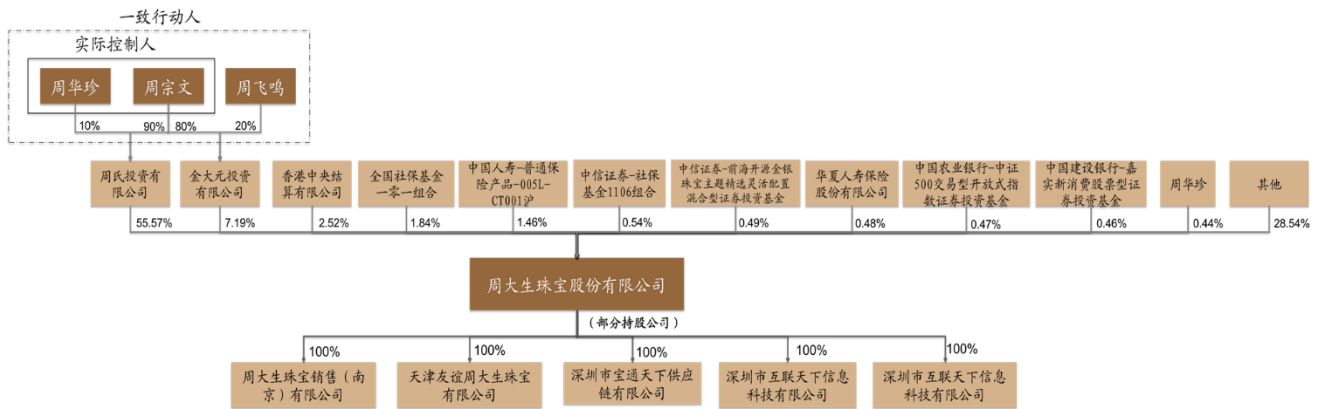 一致行动人
实际控制人
周华珍
周宗文
周飞鸣
10%
90%
80%
20%
周氏投资有
限公司
金大元投资
有限公司
香港中央结
算有限公司
全国社保基金
一零一组合
中国人寿-普通保
险产品-005L-
CT001沪
中信证券-社保
基金1106组合
中信证券-前海开源金银
珠宝主题精选灵活配置
混合型证券投资基金
华夏人寿保险
股份有限公司
中国农业银行-中证
500交易型开放式指
数证券投资基金
中国建设银行-嘉
实新消费股票型证
券投资基金
周华珍
其他
55.57%
7.19%
2.52%
1.84%
1.46%
0.54%
0.49%
0.48%
0.47%
0.46%
0.44%
28.54%
周大生珠宝股份有限公司
（部分持股公司）
100%
100%
100%
100%
100%
周大生珠宝销售（南
京）有限公司
天津友谊周大生珠宝
有限公司
深圳市宝通天下供应
链有限公司
深圳市互联天下信息
科技有限公司
深圳市互联天下信息
科技有限公司